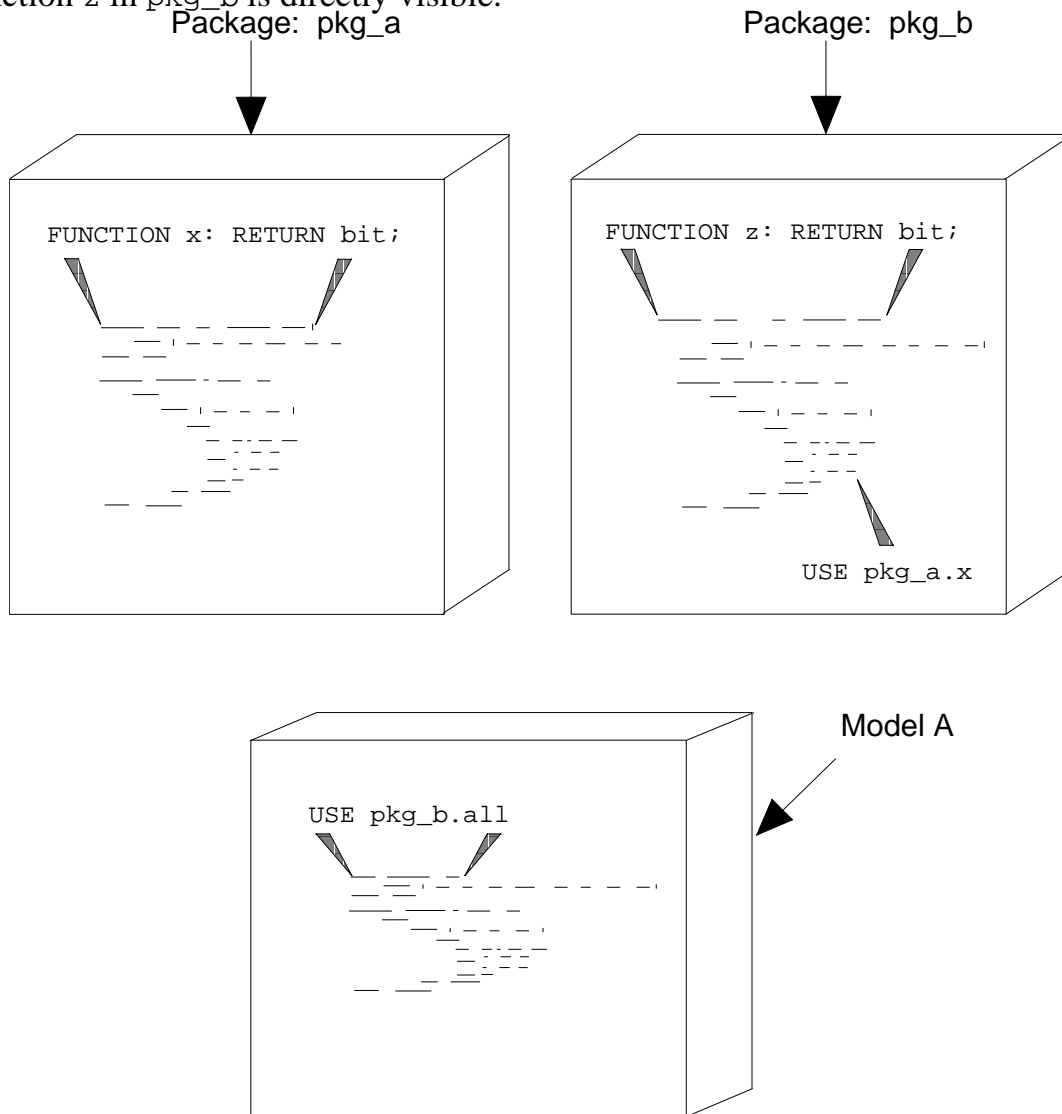 z in pkg_b is directly visible.
Package: pkg_a
Package: pkg_b
FUNCTION x: RETURN bit;
FUNCTION z: RETURN bit;
USE pkg_a.x
Model A
USE pkg_b.all